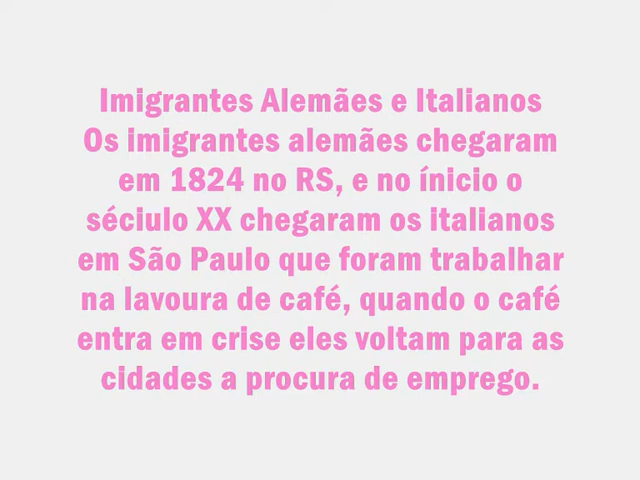 Imigrantes Alemães e Italianos
Os imigrantes alemães chegaram
em 1824 no RS, e no ínicio o
séciulo XX chegaram os italianos
em São Paulo que foram trabalhar
na lavoura de café, quando o café
entra em crise eles voltam para as
cidades a procura de emprego.